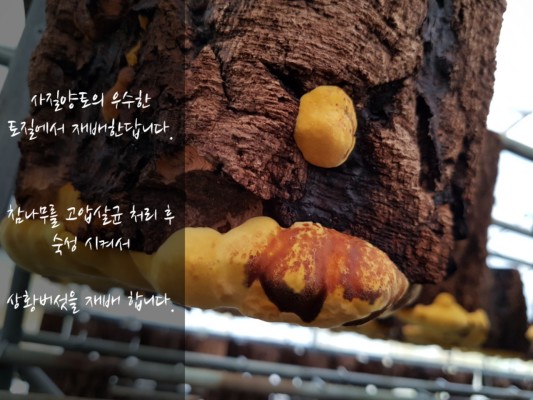 사질양토의 우수한
토질에서 재배한답니다.
참나무를 고압살균 처리 후
숙성 시켜서
상황버섯을 재배 합니다.